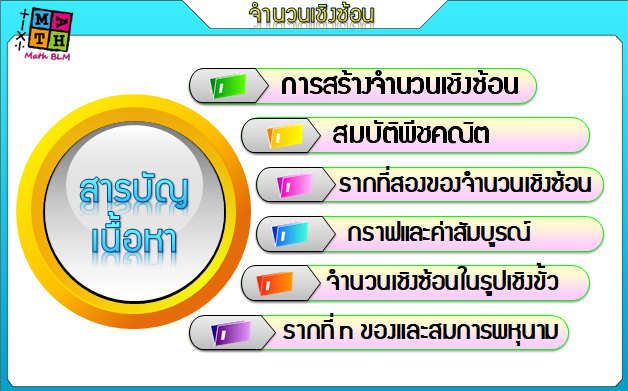 จำนวนเชิงซ้อน
MATH
Math BLM
สารบัญ
เนื้อหา
การสร้างจำนวนเชิงซ้อน
สมบัติพีชคณิต
รากที่สองของจำนวนเชิงซ้อน
กราฟและค่าสัมบูรณ์
จำนวนเชิงซ้อนในรูปเชิงขั้ว
รากที่ n ของและสมการพหุนาม